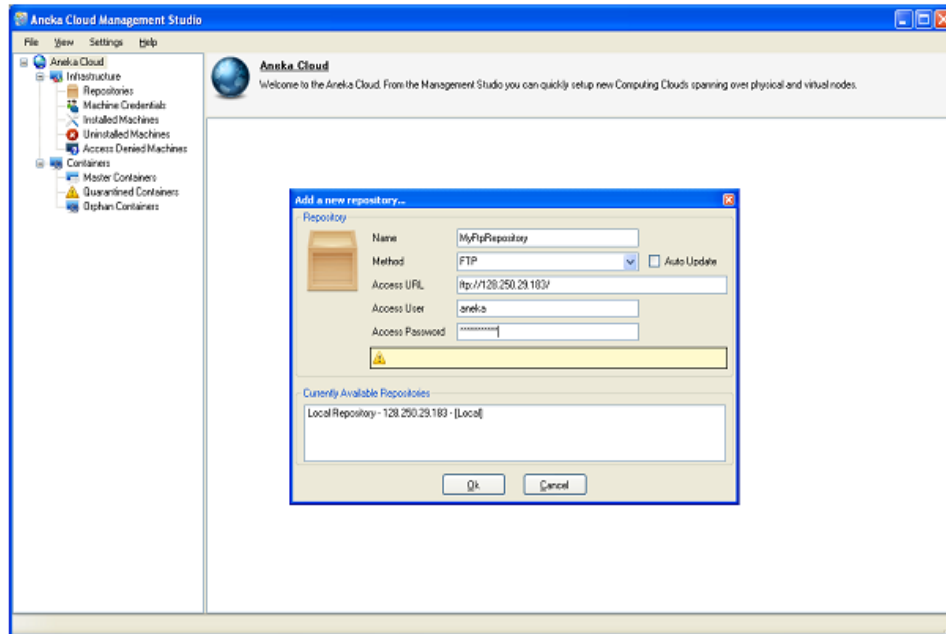 Aneka Cloud Management Studio
File View Settings Help
Aneka Cloud
Infrastructure
Repositories
Machine Credentials
Installed Machines
Uninstalled Machines
Access Denied Machines
Containers
Master Containers
Quarantined Containers
Orphan Containers
Aneka Cloud
Welcome to the Aneka Cloud. From the Management Studio you can quickly setup new Computing Clouds spanning over physical and virtual nodes.
Add a new repository...
Repository
Name MyFtpRepository
Method FTP Auto Update
Access URL ftp://128.250.29.183/
Access User aneka
Access Password ***********
Currently Available Repositories
Local Repository - 128.250.29.183 - [Local]
Ok Cancel